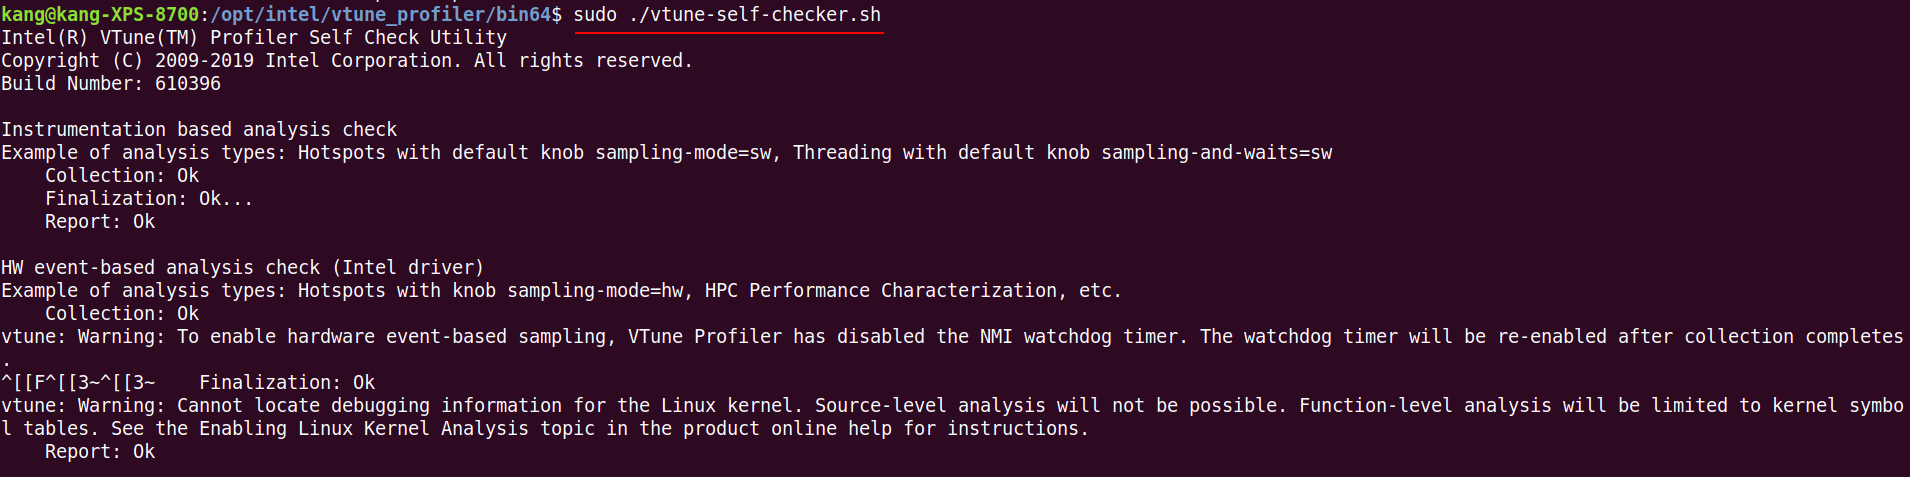 kang@kang-XPS-8700:/opt/intel/vtune_profiler/bin64$ sudo ./vtune-self-checker.sh
Intel(R) VTune(TM) Profiler Self Check Utility
Copyright (C) 2009-2019 Intel Corporation. All rights reserved.
Build Number: 610396

Instrumentation based analysis check
Example of analysis types: Hotspots with default knob sampling-mode=sw, Threading with default knob sampling-and-waits=sw
    Collection: Ok
    Finalization: Ok...
    Report: Ok

HW event-based analysis check (Intel driver)
Example of analysis types: Hotspots with knob sampling-mode=hw, HPC Performance Characterization, etc.
    Collection: Ok
vtune: Warning: To enable hardware event-based sampling, VTune Profiler has disabled the NMI watchdog timer. The watchdog timer will be re-enabled after collection completes
.
^[[F^[[3~^[[3~    Finalization: Ok
vtune: Warning: Cannot locate debugging information for the Linux kernel. Source-level analysis will not be possible. Function-level analysis will be limited to kernel symbo
l tables. See the Enabling Linux Kernel Analysis topic in the product online help for instructions.
    Report: Ok